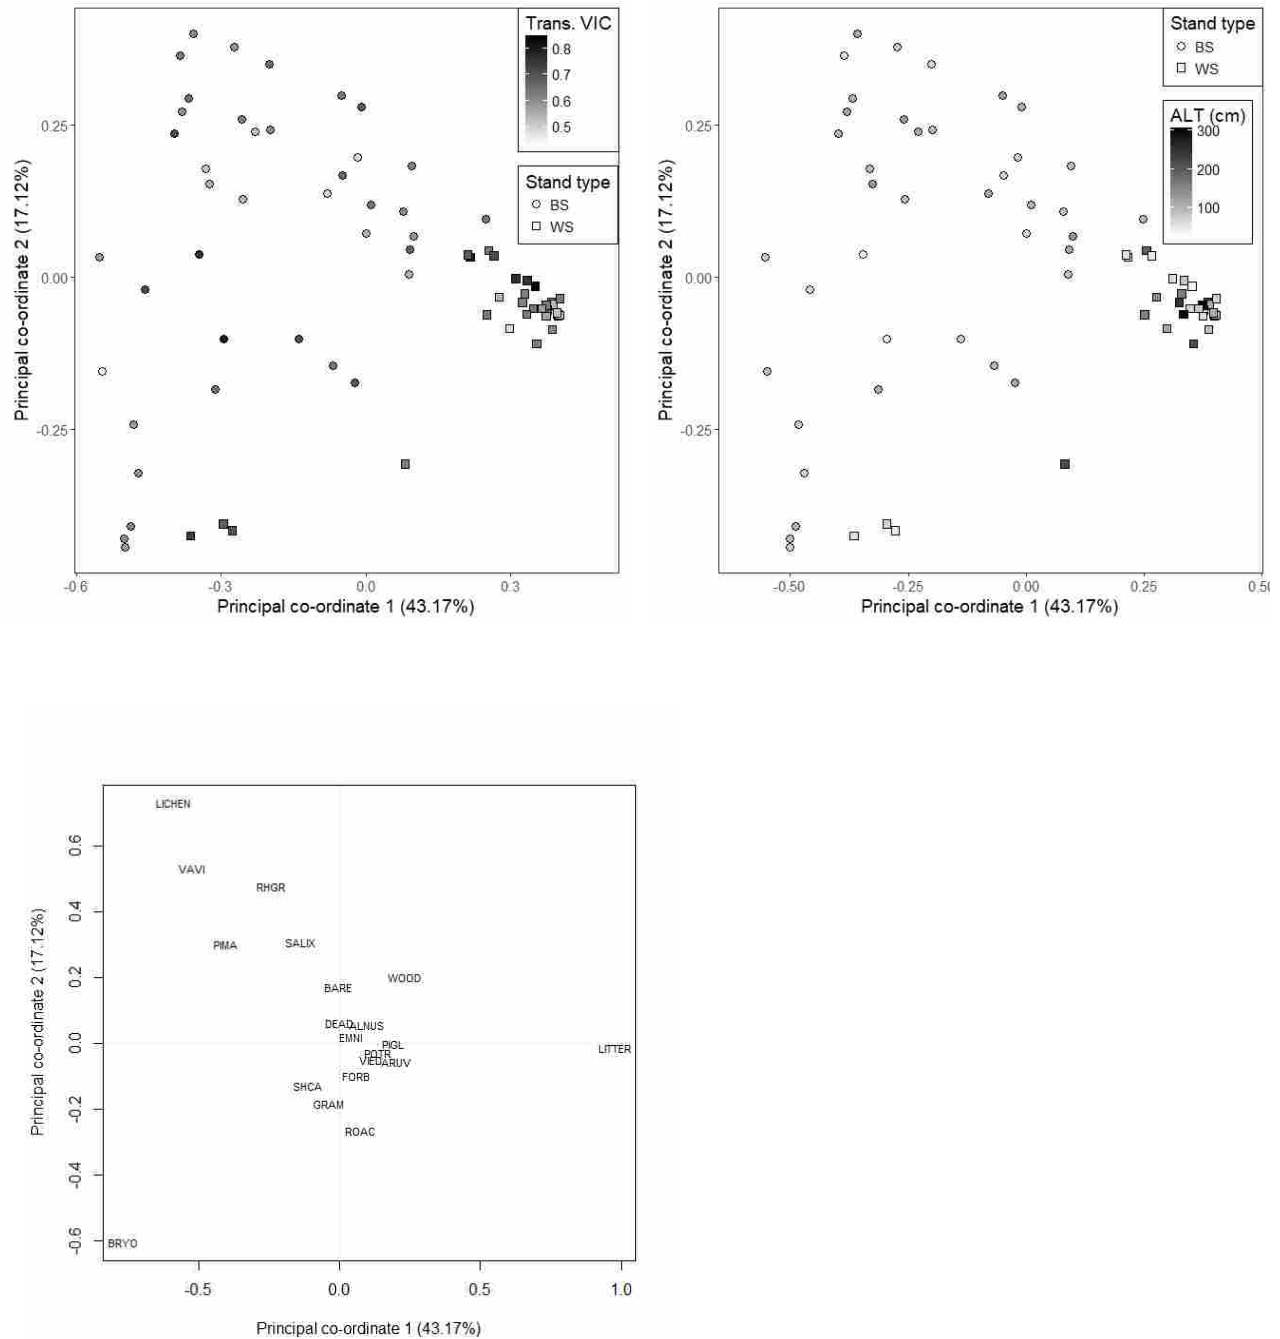 Trans. VIC
0.8
0.7
0.6
0.5
Stand type
BS
WS
0.25
0.00
-0.25
-0.6
-0.3
0.0
0.3
Principal co-ordinate 1 (43.17%)
Principal co-ordinate 2 (17.12%)
Stand type
BS
WS
ALT (cm)
300
200
100
0.25
0.00
-0.25
-0.50
-0.25
0.00
0.25
0.50
Principal co-ordinate 1 (43.17%)
Principal co-ordinate 2 (17.12%)
LICHEN
VAVI
RHGR
PIMA
SALIX
WOOD
BARE
DEAD
ALNUS
EMNI
PIGL
POTR
LITTER
VIED
ARUV
FORB
SHCA
GRAM
ROAC
BRYO
0.6
0.4
0.2
0.0
-0.2
-0.4
-0.6
-0.5
0.0
0.5
1.0
Principal co-ordinate 1 (43.17%)
Principal co-ordinate 2 (17.12%)